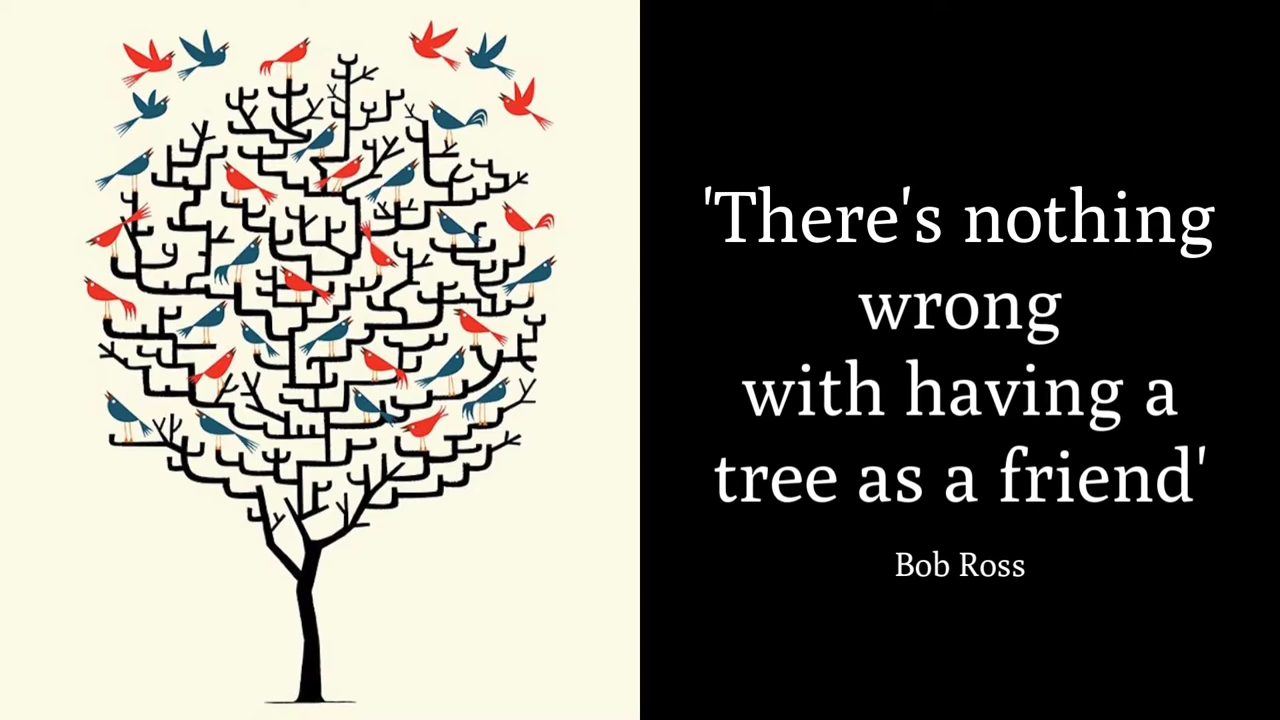 'There's nothing
wrong
with having a
tree as a friend'
Bob Ross